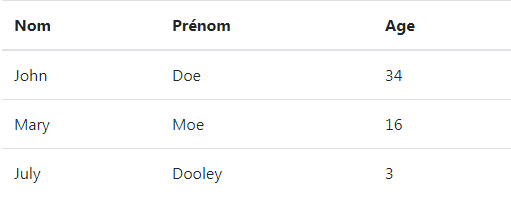 Nom Prénom Age
John Doe 34
Mary Moe 16
July Dooley 3